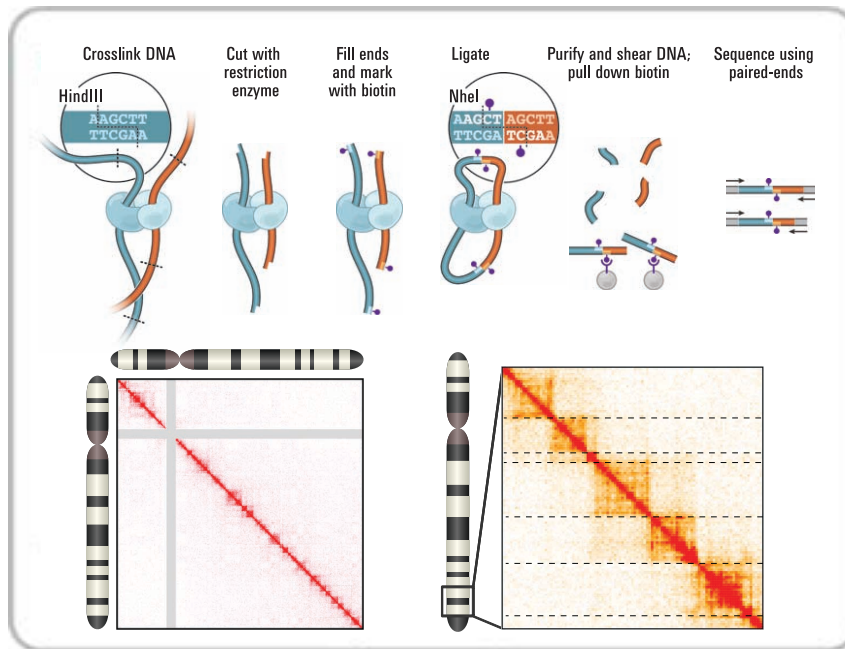 Crosslink DNA
Cut with
restriction
enzyme
Fill ends
and mark
with biotin
Ligate
Purify and shear DNA;
pull down biotin
Sequence using
paired-ends
HindIII
AAGCTT
TTCGAA
NheI
AAGCT AGCTT
TTCGA TCGAA